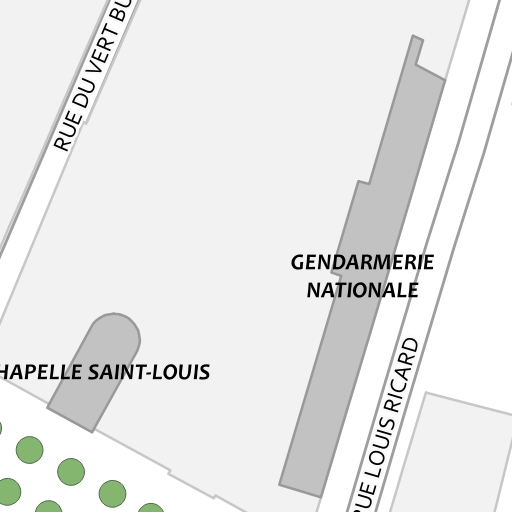 RUE DU VERT BU
GENDARMERIE
NATIONALE
HAPELLE SAINT-LOUIS
RUE LOUIS RICARD